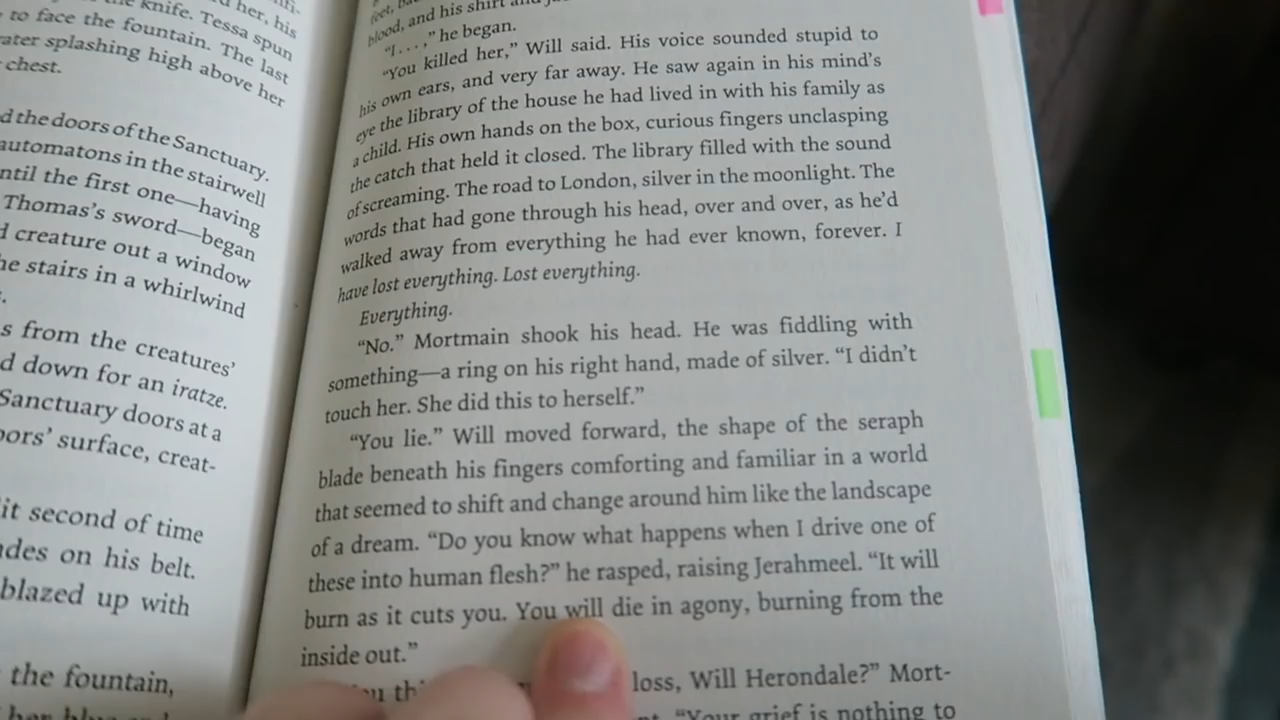 her, his
the knife. Tessa spun
to face the fountain. The last
water splashing high above her
chest.
the doors of the Sanctuary.
automatons in the stairwell
until the first one—having
Thomas's sword—began
creature out a window
the stairs in a whirlwind
s from the creatures'
down for an iratze.
Sanctuary doors at a
doors' surface, creat-
split second of time
blades on his belt.
blazed up with
the fountain,
blood, and his shirt and
"I . . . ," he began.
"You killed her," Will said. His voice sounded stupid to
his own ears, and very far away. He saw again in his mind's
eye the library of the house he had lived in with his family as
a child. His own hands on the box, curious fingers unclasping
the catch that held it closed. The library filled with the sound
of screaming. The road to London, silver in the moonlight. The
words that had gone through his head, over and over, as he'd
walked away from everything he had ever known, forever. I
have lost everything. Lost everything.
Everything.
"No." Mortmain shook his head. He was fiddling with
something—a ring on his right hand, made of silver. "I didn't
touch her. She did this to herself."
"You lie." Will moved forward, the shape of the seraph
blade beneath his fingers comforting and familiar in a world
that seemed to shift and change around him like the landscape
of a dream. "Do you know what happens when I drive one of
these into human flesh?" he rasped, raising Jerahmeel. "It will
burn as it cuts you. You will die in agony, burning from the
inside out."
loss, Will Herondale?" Mort-
"Your grief is nothing to